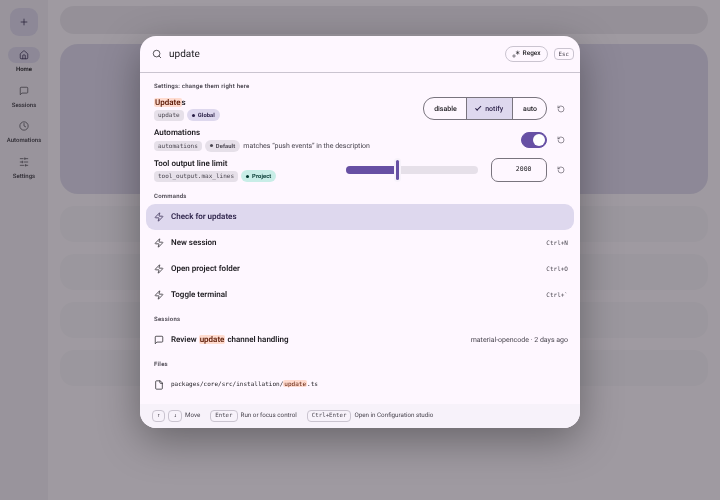 update
Regex
Esc
Home
Sessions
Automations
Settings
Settings: change them right here
Updates
update
Global
disable
notify
auto
Automations
automations
Default
matches "push events" in the description
Tool output line limit
tool_output.max_lines
Project
2000
Commands
Check for updates
New session
Ctrl+N
Open project folder
Ctrl+O
Toggle terminal
Ctrl+`
Sessions
Review update channel handling
material-opencode · 2 days ago
Files
packages/core/src/installation/update.ts
↑ ↓ Move
Enter Run or focus control
Ctrl+Enter Open in Configuration studio